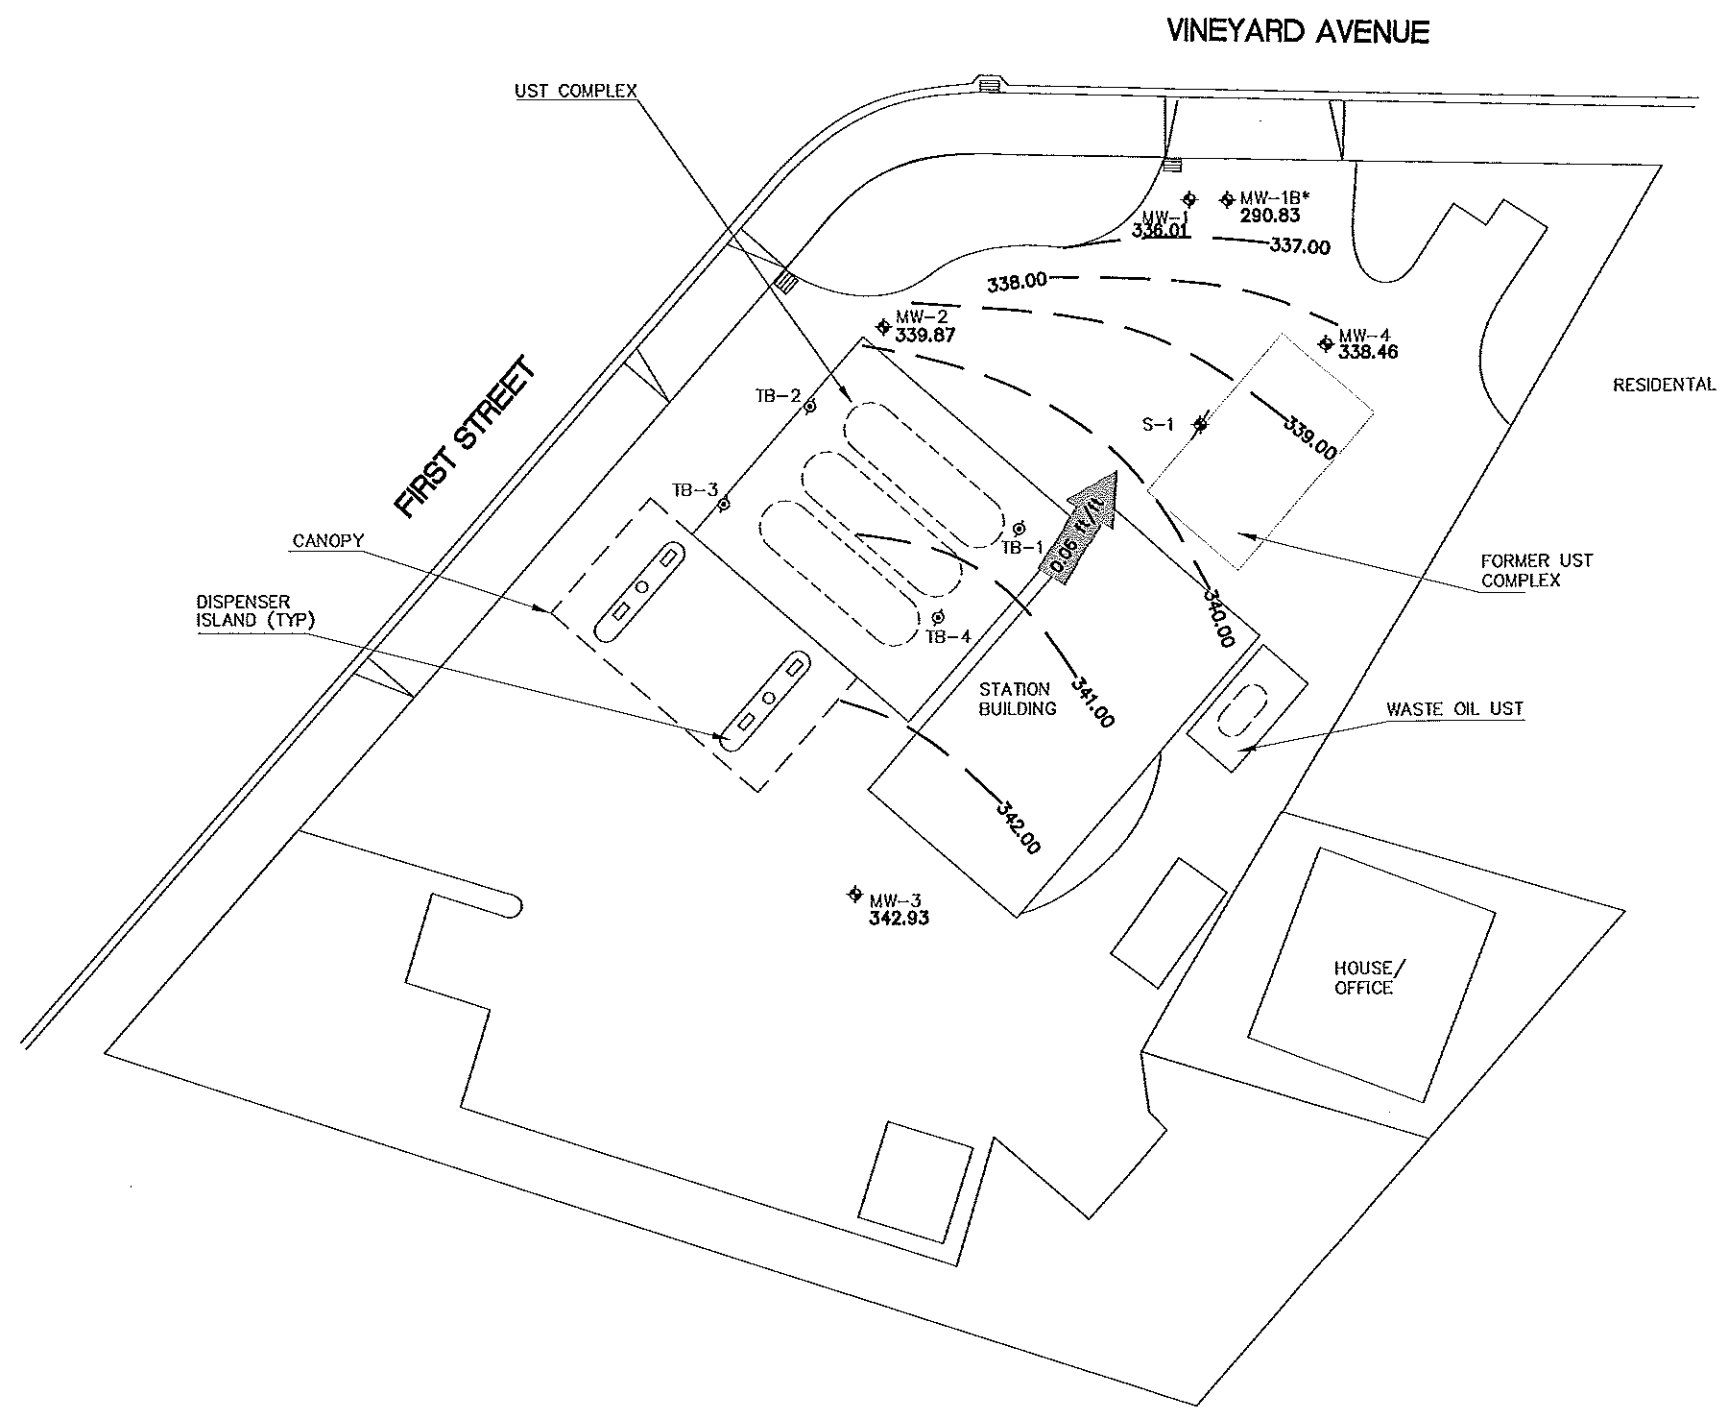 VINEYARD AVENUE
UST COMPLEX
MW-1B*
290.83
MW-1
336.01
337.00
338.00
MW-2
339.87
MW-4
338.46
RESIDENTAL
FIRST STREET
TB-2
S-1
339.00
TB-3
TB-1
0.06 ft/ft
CANOPY
FORMER UST
COMPLEX
DISPENSER
ISLAND (TYP)
340.00
TB-4
STATION
BUILDING
341.00
WASTE OIL UST
342.00
MW-3
342.93
HOUSE/
OFFICE